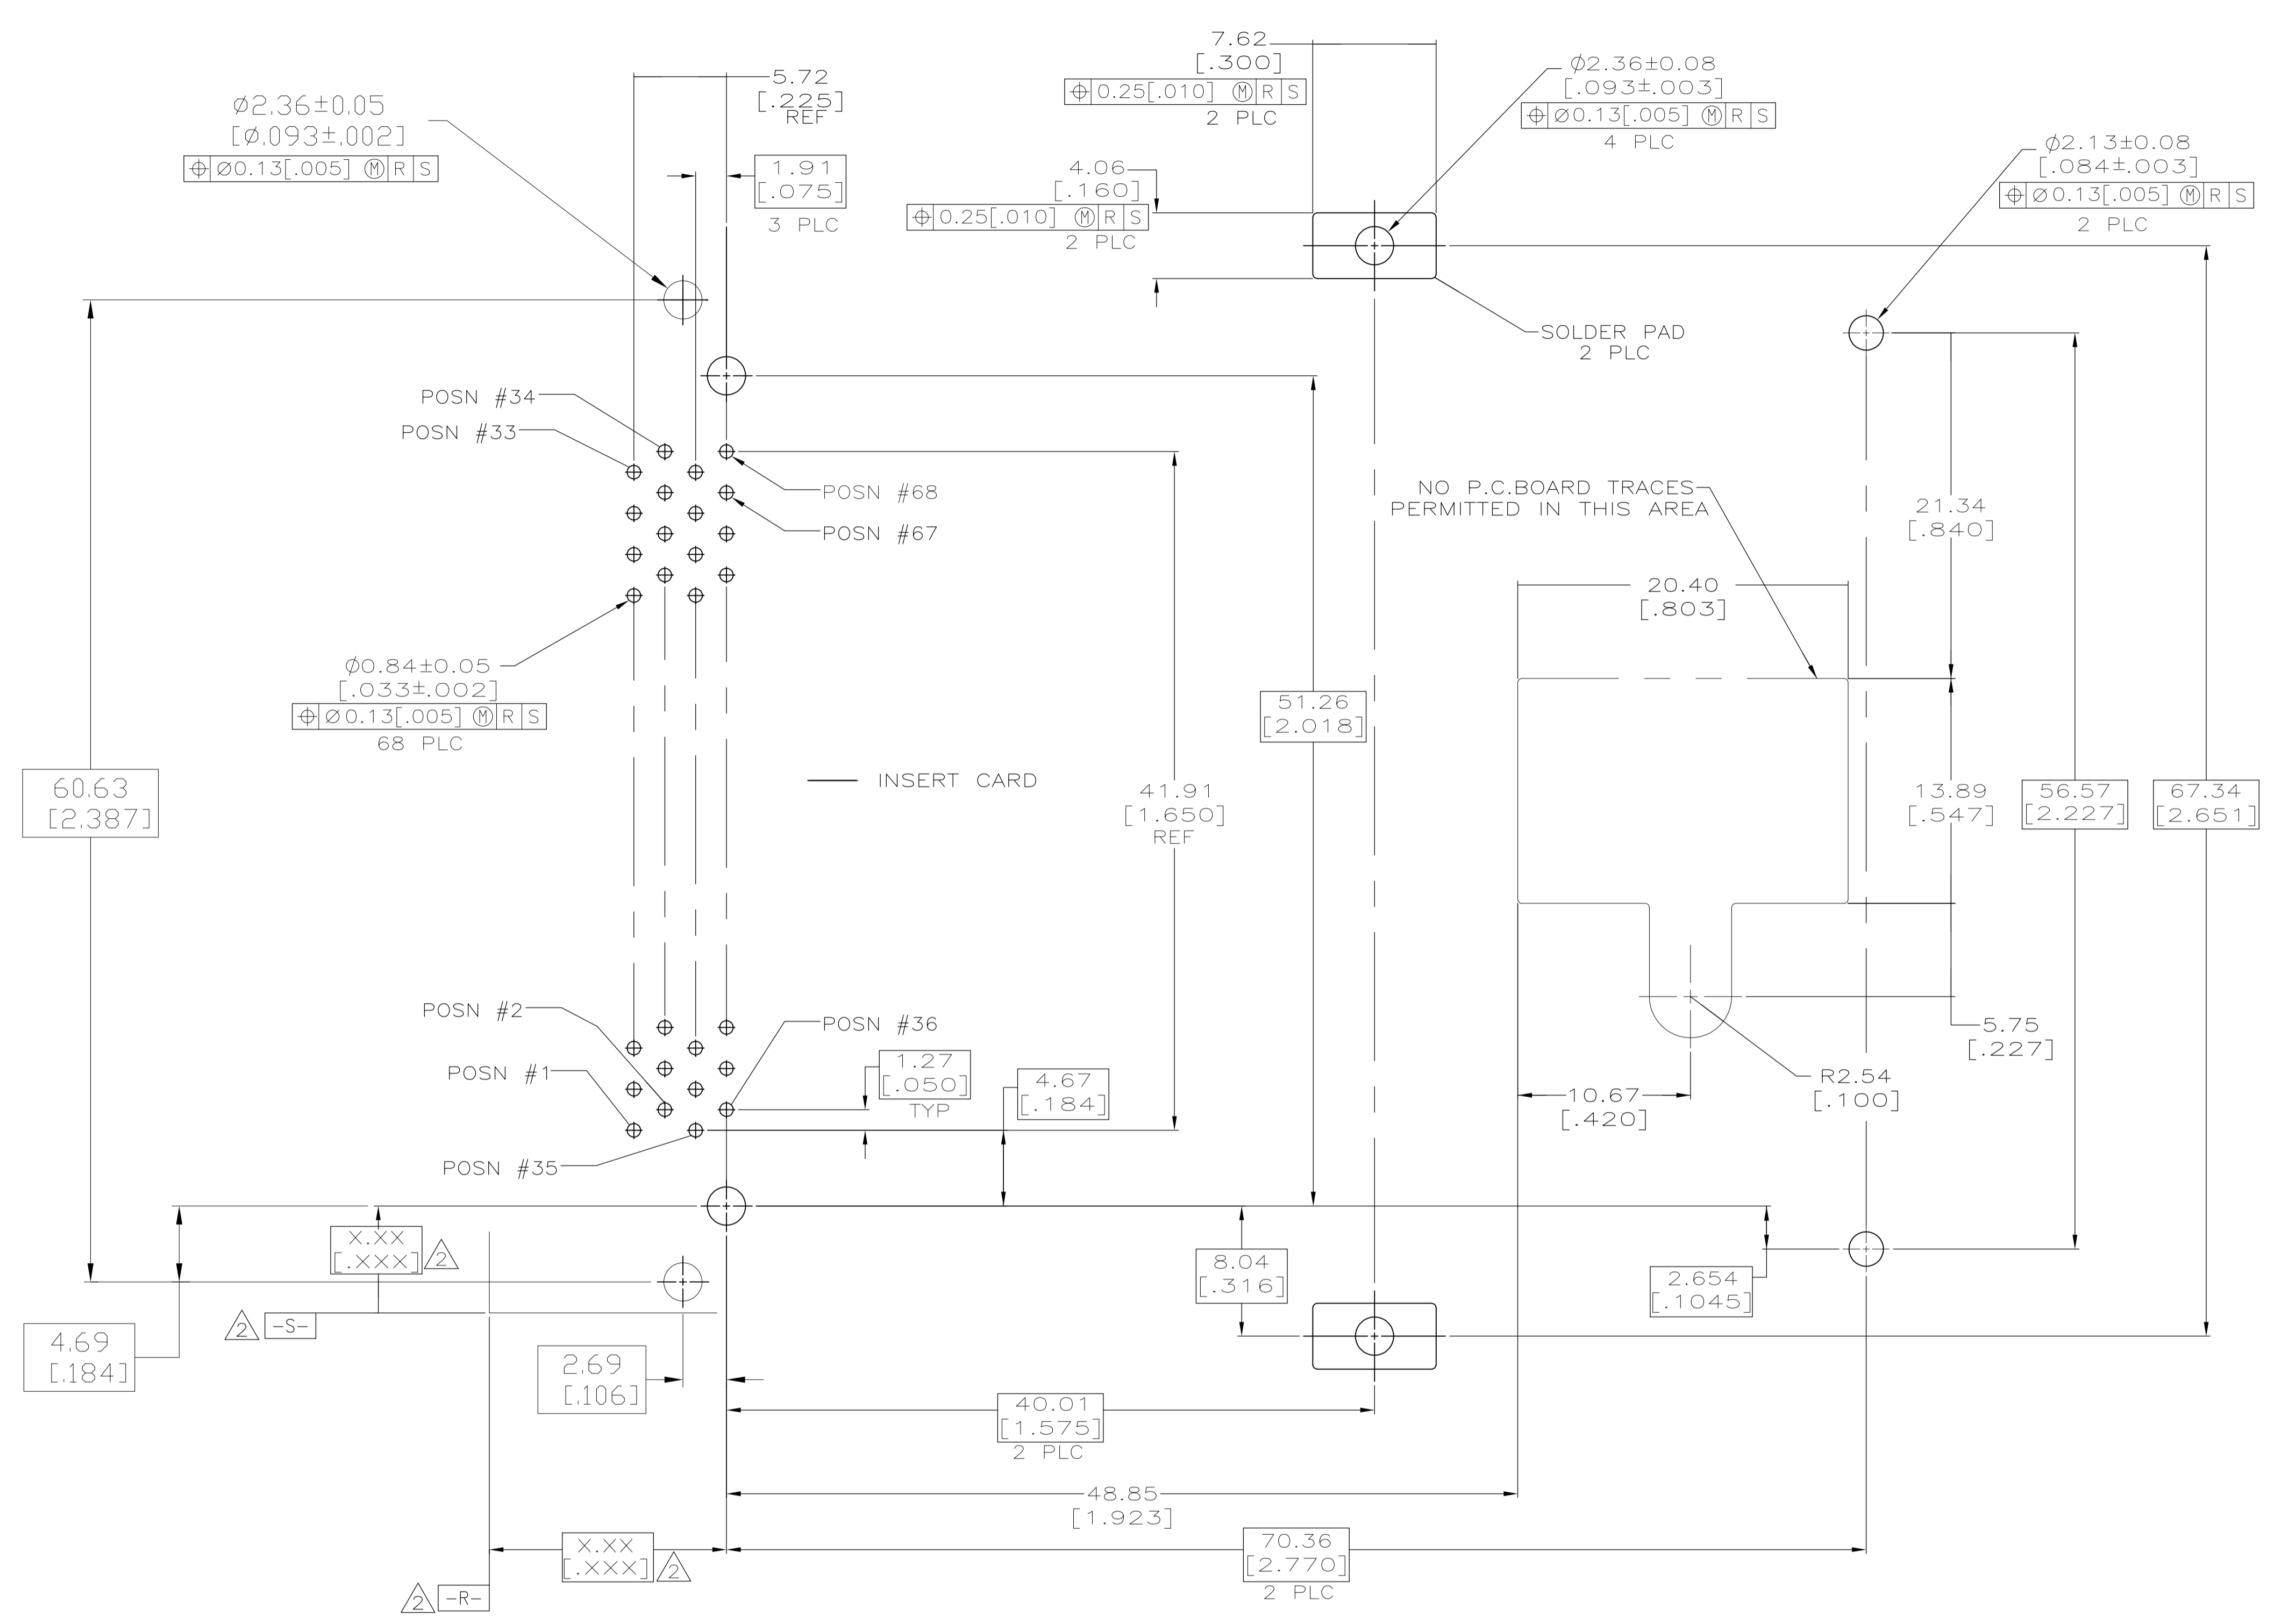 7.62
[.300]
⌖ 0.25[.010] Ⓜ R S
2 PLC
⌀2.36±0.08
[.093±.003]
⌖ ⌀0.13[.005] Ⓜ R S
4 PLC
5.72
[.225]
REF
⌀2.36±0.05
[⌀.093±.002]
⌖ ⌀0.13[.005] Ⓜ R S
⌀2.13±0.08
[.084±.003]
⌖ ⌀0.13[.005] Ⓜ R S
2 PLC
1.91
[.075]
3 PLC
4.06
[.160]
⌖ 0.25[.010] Ⓜ R S
2 PLC
SOLDER PAD
2 PLC
POSN #34
POSN #33
POSN #68
POSN #67
NO P.C.BOARD TRACES
PERMITTED IN THIS AREA
21.34
[.840]
20.40
[.803]
⌀0.84±0.05
[.033±.002]
⌖ ⌀0.13[.005] Ⓜ R S
68 PLC
51.26
[2.018]
60.63
[2.387]
INSERT CARD
41.91
[1.650]
REF
13.89
[.547]
56.57
[2.227]
67.34
[2.651]
POSN #2
POSN #36
POSN #1
1.27
[.050]
TYP
4.67
[.184]
5.75
[.227]
R2.54
[.100]
10.67
[.420]
POSN #35
X.XX
[.XXX]
2
8.04
[.316]
2.654
[.1045]
2
-S-
4.69
[.184]
2.69
[.106]
40.01
[1.575]
2 PLC
48.85
[1.923]
X.XX
[.XXX]
2
70.36
[2.770]
2 PLC
2
-R-